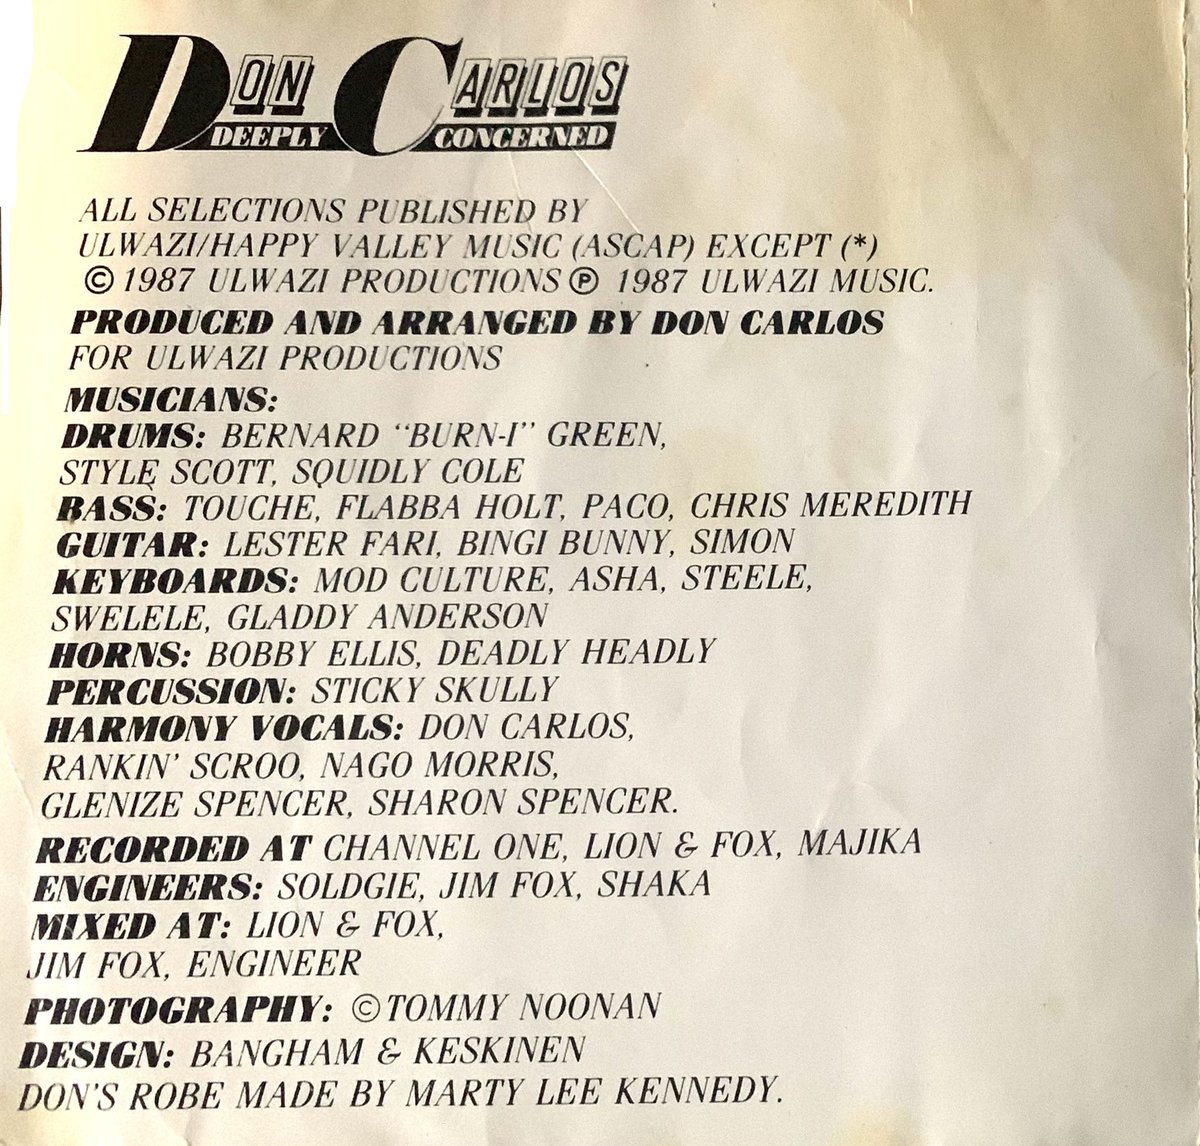 DON CARLOS
DEEPLY CONCERNED
ALL SELECTIONS PUBLISHED BY
ULWAZI/HAPPY VALLEY MUSIC (ASCAP) EXCEPT (*)
© 1987 ULWAZI PRODUCTIONS ℗ 1987 ULWAZI MUSIC.
PRODUCED AND ARRANGED BY DON CARLOS
FOR ULWAZI PRODUCTIONS
MUSICIANS:
DRUMS: BERNARD “BURN-I” GREEN,
STYLE SCOTT, SQUIDLY COLE
BASS: TOUCHE, FLABBA HOLT, PACO, CHRIS MEREDITH
GUITAR: LESTER FARI, BINGI BUNNY, SIMON
KEYBOARDS: MOD CULTURE, ASHA, STEELE,
SWELELE, GLADDY ANDERSON
HORNS: BOBBY ELLIS, DEADLY HEADLY
PERCUSSION: STICKY SKULLY
HARMONY VOCALS: DON CARLOS,
RANKIN’ SCROO, NAGO MORRIS,
GLENIZE SPENCER, SHARON SPENCER.
RECORDED AT CHANNEL ONE, LION & FOX, MAJIKA
ENGINEERS: SOLDGIE, JIM FOX, SHAKA
MIXED AT: LION & FOX,
JIM FOX, ENGINEER
PHOTOGRAPHY: © TOMMY NOONAN
DESIGN: BANGHAM & KESKINEN
DON’S ROBE MADE BY MARTY LEE KENNEDY.